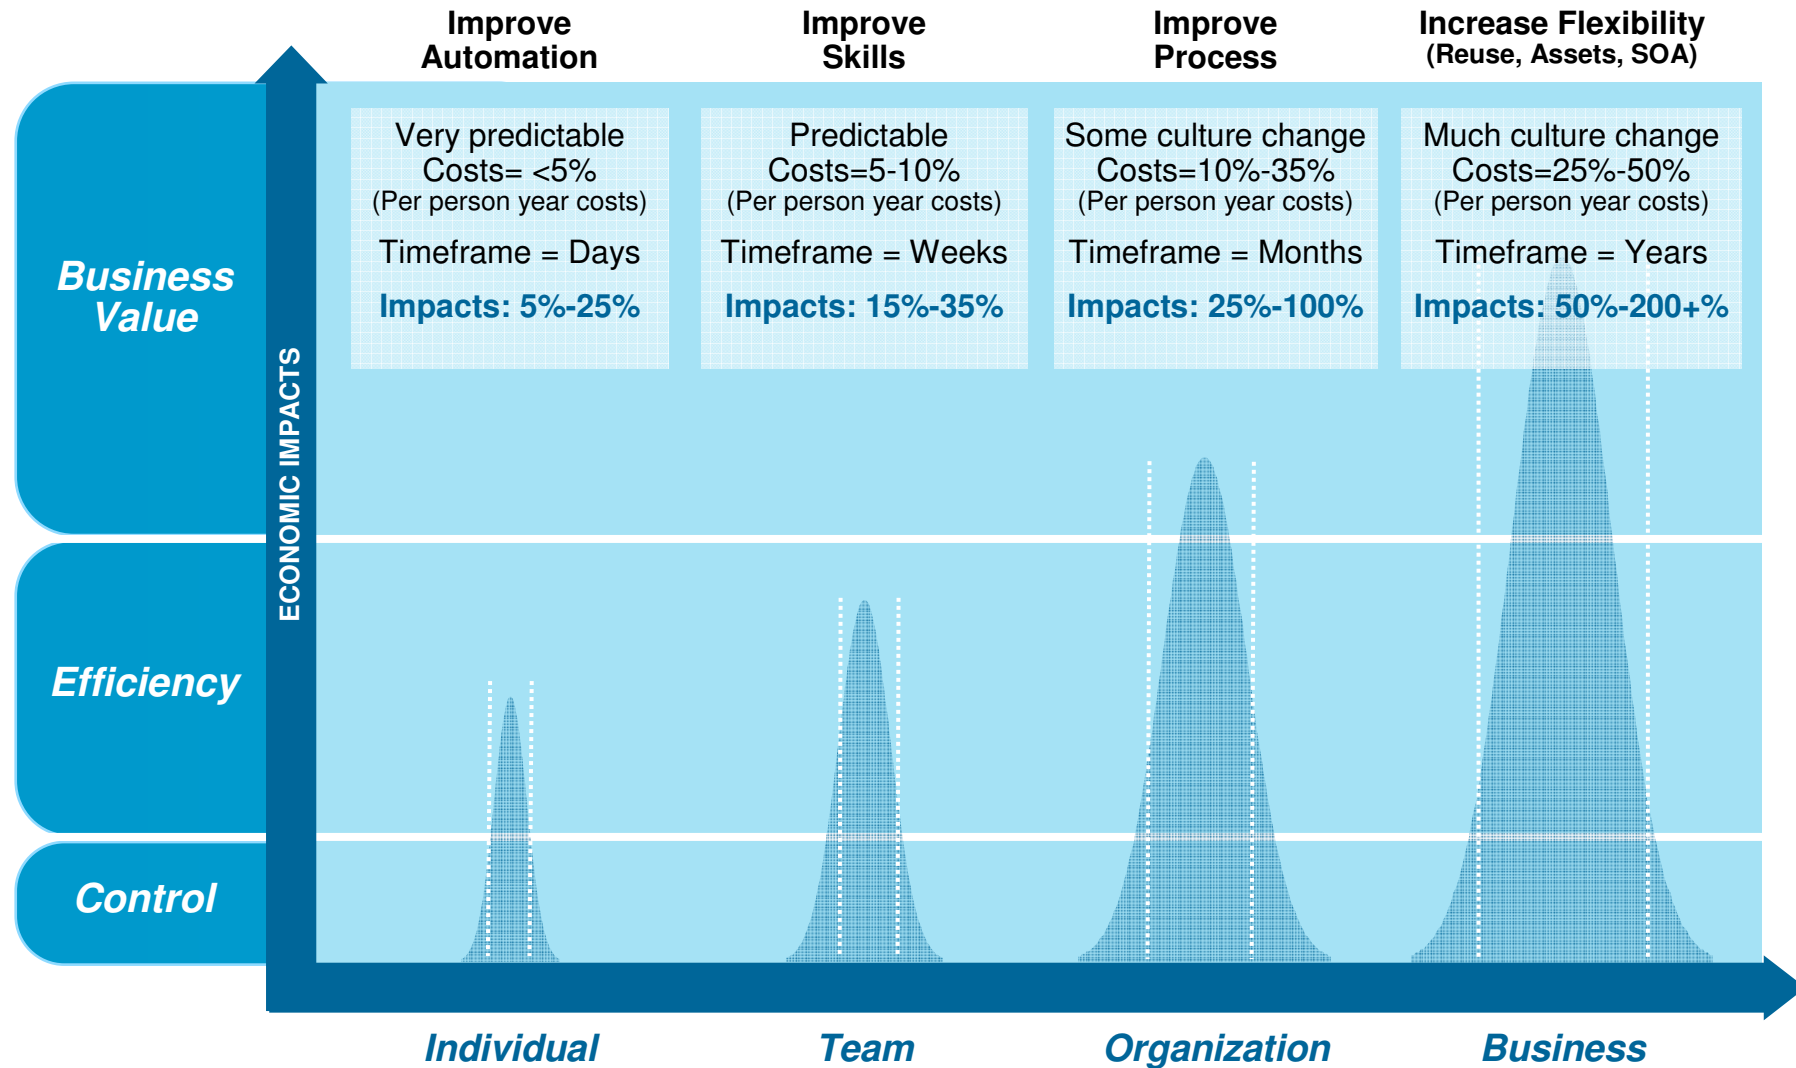 Improve
Automation
Improve
Skills
Improve
Process
Increase Flexibility
(Reuse, Assets, SOA)
Very predictable
Costs= <5%
(Per person year costs)
Timeframe = Days
Impacts: 5%-25%
Predictable
Costs=5-10%
(Per person year costs)
Timeframe = Weeks
Impacts: 15%-35%
Some culture change
Costs=10%-35%
(Per person year costs)
Timeframe = Months
Impacts: 25%-100%
Much culture change
Costs=25%-50%
(Per person year costs)
Timeframe = Years
Impacts: 50%-200+%
Business
Value
Efficiency
Control
ECONOMIC IMPACTS
Individual
Team
Organization
Business